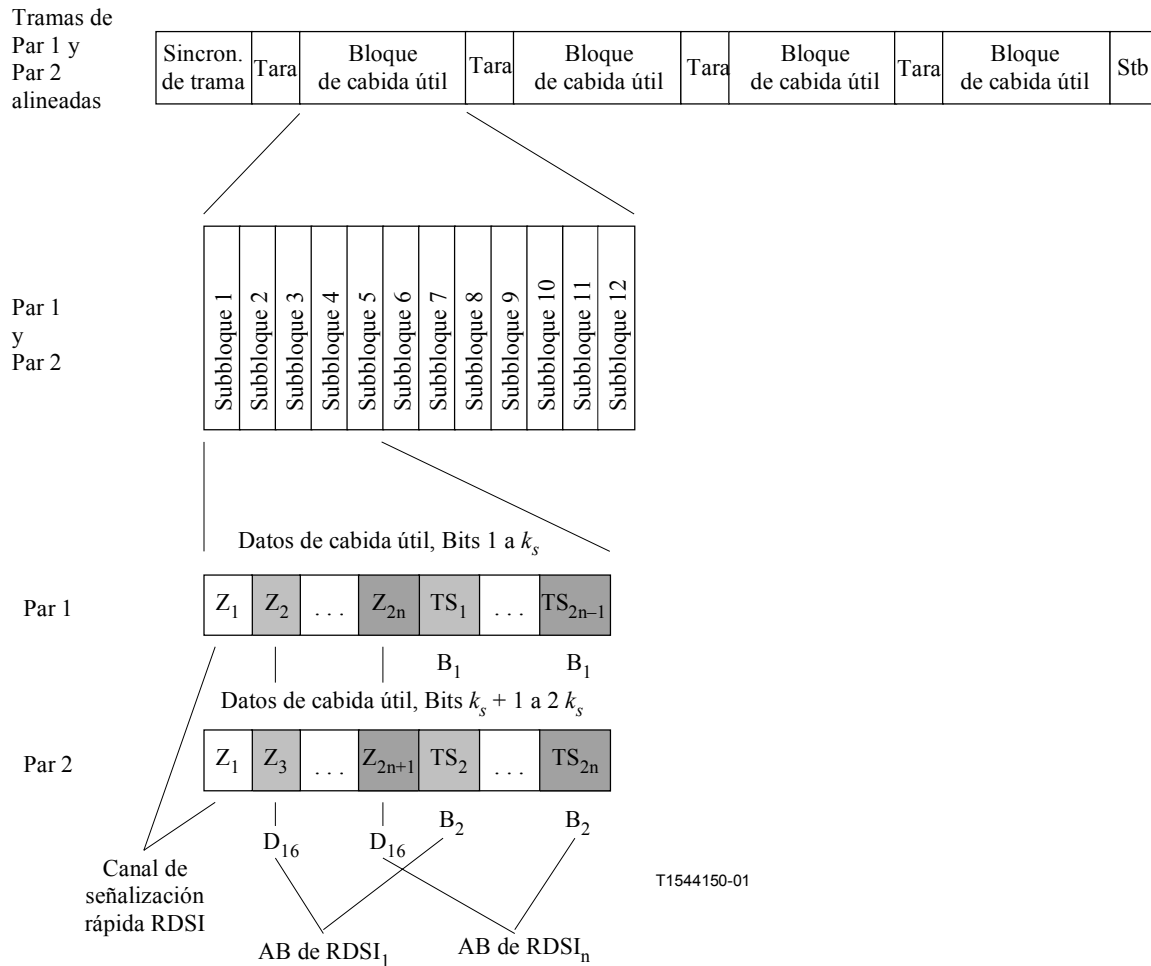 Tramas de
Par 1 y
Par 2
alineadas
Sincron.
de trama
Tara
Bloque
de cabida útil
Tara
Bloque
de cabida útil
Tara
Bloque
de cabida útil
Tara
Bloque
de cabida útil
Stb
Par 1
y
Par 2
Subbloque 1
Subbloque 2
Subbloque 3
Subbloque 4
Subbloque 5
Subbloque 6
Subbloque 7
Subbloque 8
Subbloque 9
Subbloque 10
Subbloque 11
Subbloque 12
Datos de cabida útil, Bits 1 a k_s
Par 1
Z_1 Z_2 . . . Z_2n TS_1 . . . TS_2n–1
B_1 B_1
Datos de cabida útil, Bits k_s + 1 a 2 k_s
Par 2
Z_1 Z_3 . . . Z_2n+1 TS_2 . . . TS_2n
D_16 D_16 B_2 B_2
Canal de
señalización
rápida RDSI
T1544150-01
AB de RDSI_1
AB de RDSI_n